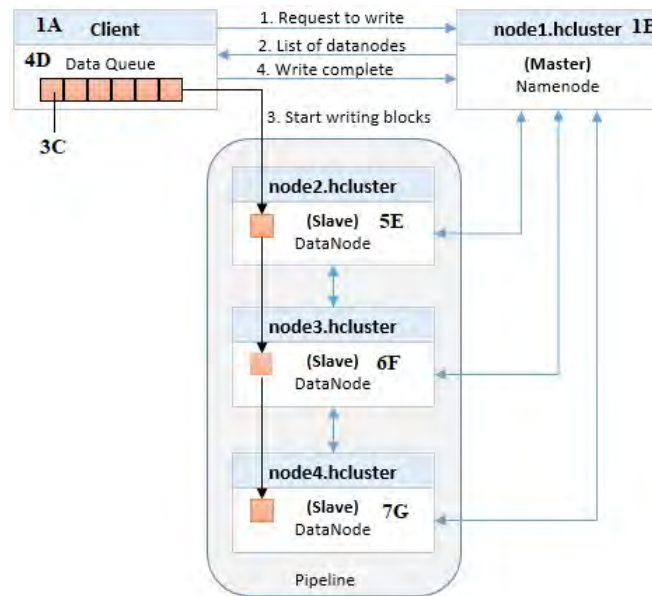 1A Client
4D Data Queue
3C
1. Request to write
2. List of datanodes
4. Write complete
3. Start writing blocks
node1.hcluster 1B
(Master)
Namenode
node2.hcluster
(Slave) 5E
DataNode
node3.hcluster
(Slave) 6F
DataNode
node4.hcluster
(Slave) 7G
DataNode
Pipeline